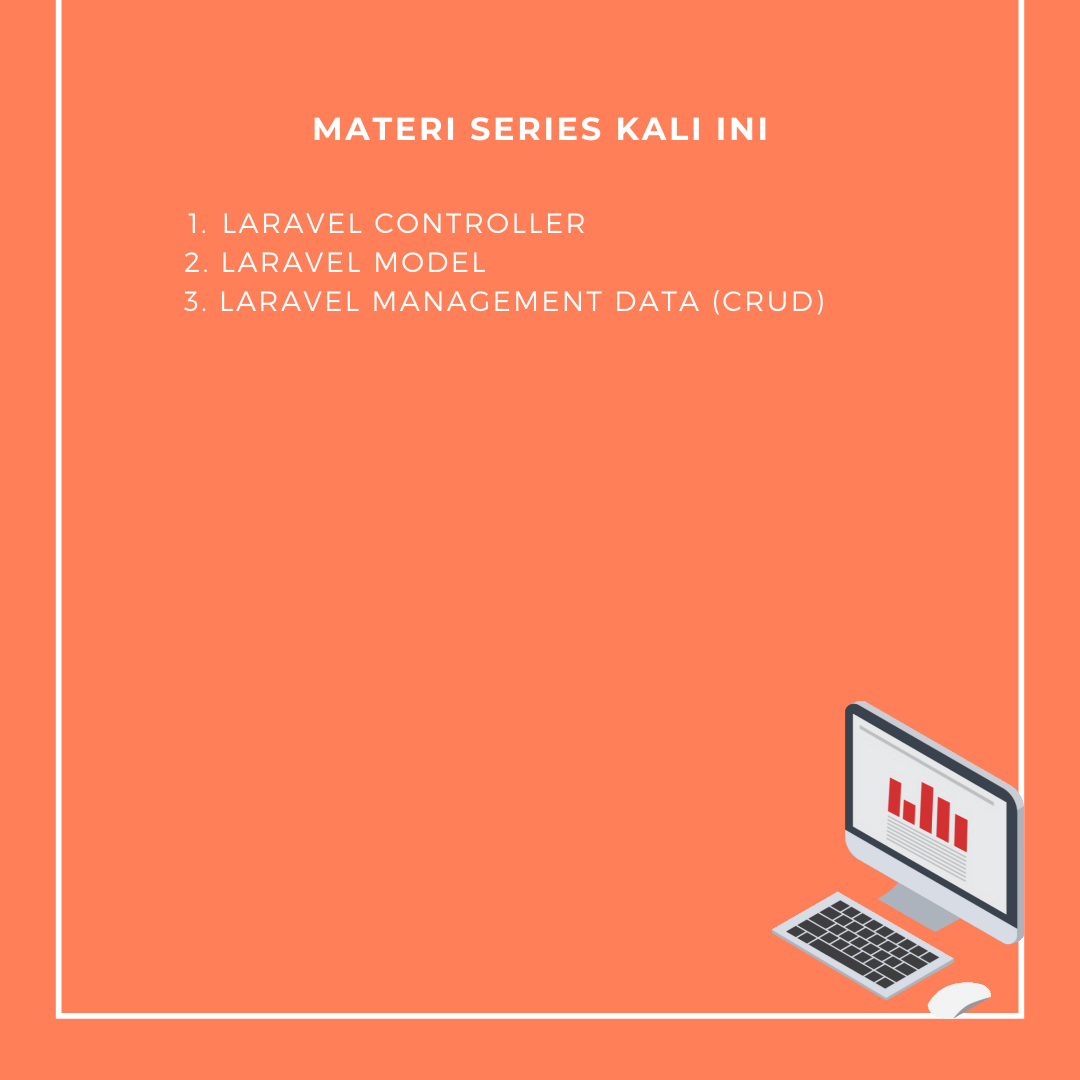 MATERI SERIES KALI INI
1. LARAVEL CONTROLLER
2. LARAVEL MODEL
3. LARAVEL MANAGEMENT DATA (CRUD)